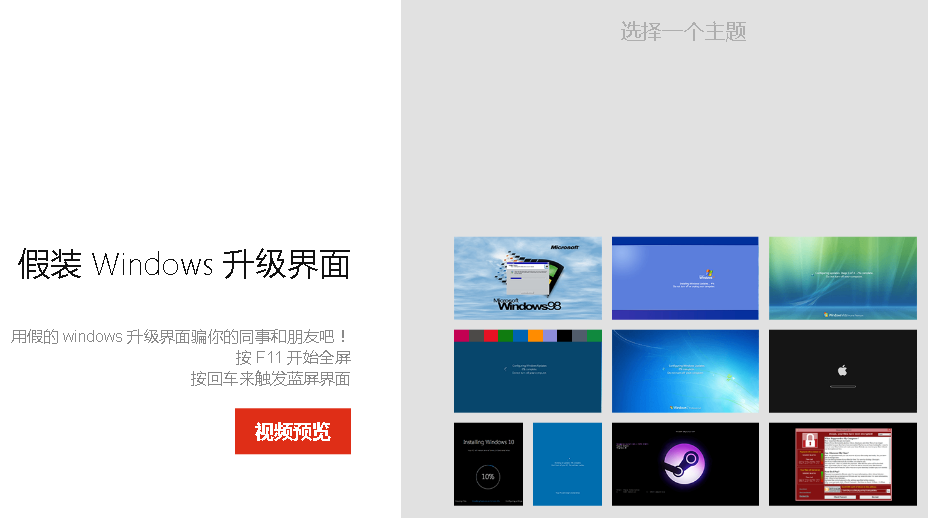 选择一个主题
假装 Windows 升级界面
用假的 windows 升级界面骗你的同事和朋友吧！
按 F11 开始全屏
按回车来触发蓝屏界面
视频预览
Microsoft
Microsoft
Windows98
Installing Windows 10
10%